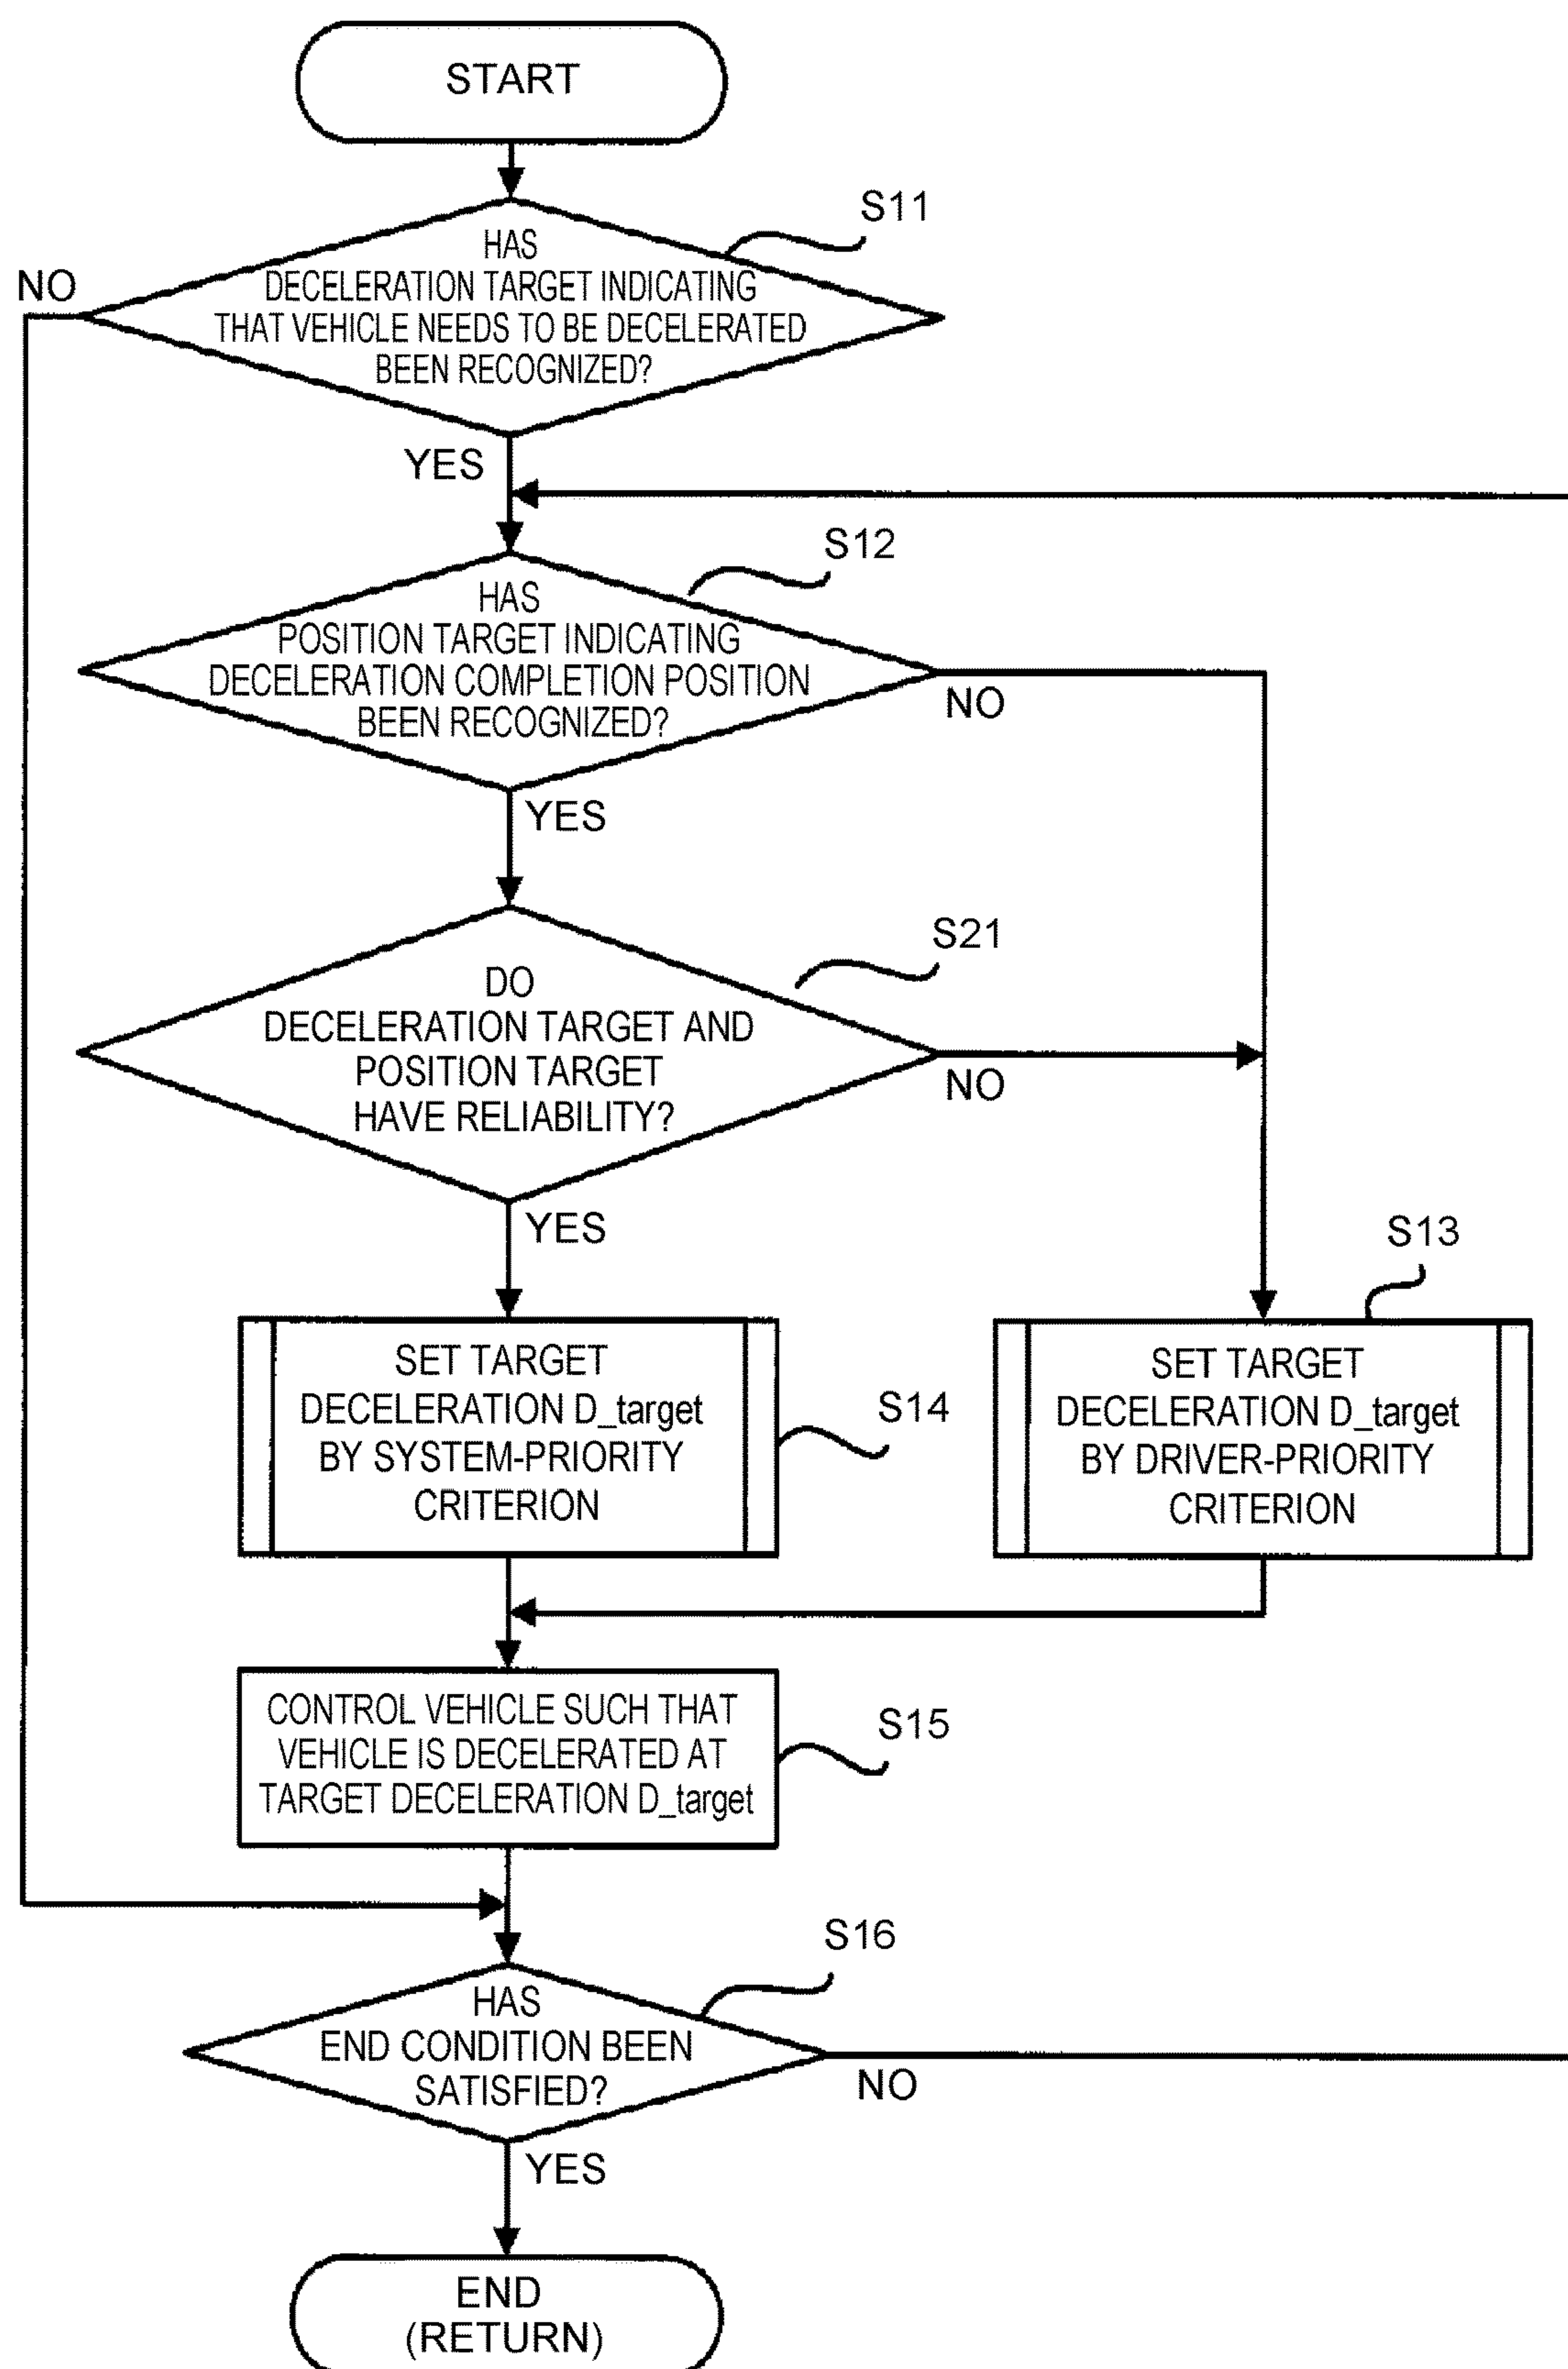 START
S11
HAS
DECELERATION TARGET INDICATING
THAT VEHICLE NEEDS TO BE DECELERATED
BEEN RECOGNIZED?
NO
YES
S12
HAS
POSITION TARGET INDICATING
DECELERATION COMPLETION POSITION
BEEN RECOGNIZED?
NO
YES
S21
DO
DECELERATION TARGET AND
POSITION TARGET
HAVE RELIABILITY?
NO
YES
S14
SET TARGET
DECELERATION D_target
BY SYSTEM-PRIORITY
CRITERION
S13
SET TARGET
DECELERATION D_target
BY DRIVER-PRIORITY
CRITERION
CONTROL VEHICLE SUCH THAT
VEHICLE IS DECELERATED AT
TARGET DECELERATION D_target
S15
S16
HAS
END CONDITION BEEN
SATISFIED?
NO
YES
END
(RETURN)